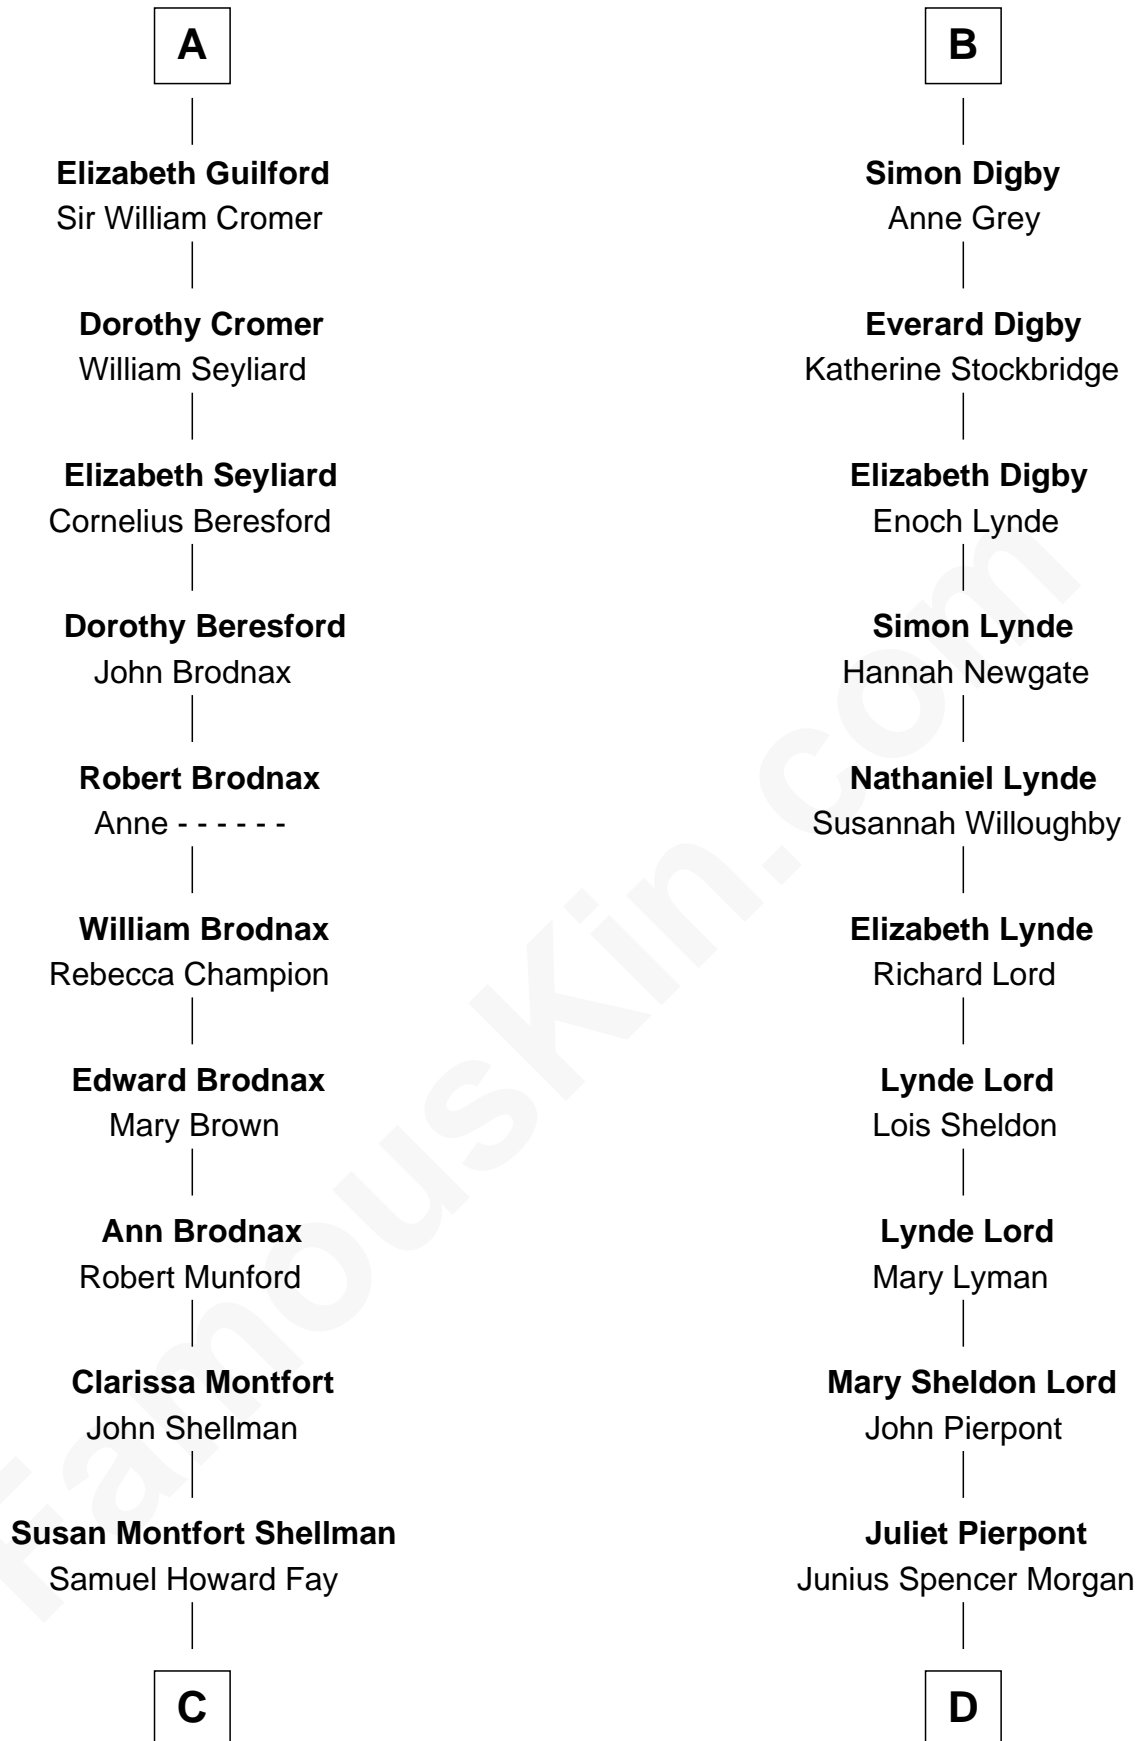 A
Elizabeth Guilford
Sir William Cromer
Dorothy Cromer
William Seyliard
Elizabeth Seyliard
Cornelius Beresford
Dorothy Beresford
John Brodnax
Robert Brodnax
Anne - - - - - -
William Brodnax
Rebecca Champion
Edward Brodnax
Mary Brown
Ann Brodnax
Robert Munford
Clarissa Montfort
John Shellman
Susan Montfort Shellman
Samuel Howard Fay
C
B
Simon Digby
Anne Grey
Everard Digby
Katherine Stockbridge
Elizabeth Digby
Enoch Lynde
Simon Lynde
Hannah Newgate
Nathaniel Lynde
Susannah Willoughby
Elizabeth Lynde
Richard Lord
Lynde Lord
Lois Sheldon
Lynde Lord
Mary Lyman
Mary Sheldon Lord
John Pierpont
Juliet Pierpont
Junius Spencer Morgan
D
FamousKin.com